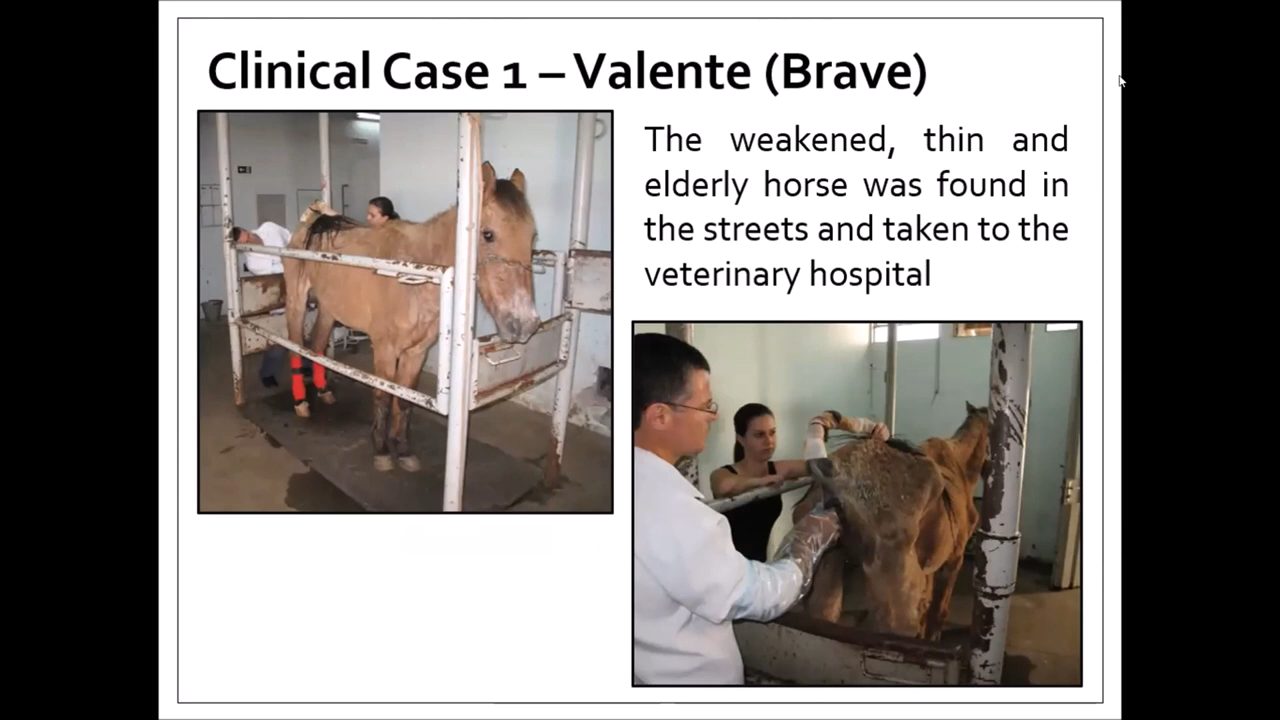 Clinical Case 1 – Valente (Brave)
The weakened, thin and
elderly horse was found in
the streets and taken to the
veterinary hospital